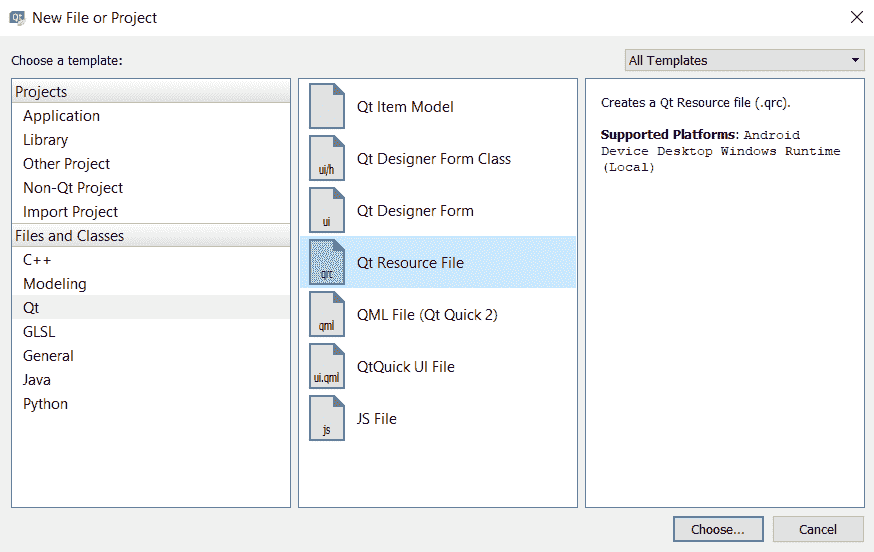 Qt
New File or Project
Choose a template:
All Templates
Projects
Application
Library
Other Project
Non-Qt Project
Import Project
Files and Classes
C++
Modeling
Qt
GLSL
General
Java
Python
Qt Item Model
ui/h
Qt Designer Form Class
ui
Qt Designer Form
qrc
Qt Resource File
qml
QML File (Qt Quick 2)
ui.qml
QtQuick UI File
js
JS File
Creates a Qt Resource file (.qrc).
Supported Platforms: Android
Device Desktop Windows Runtime
(Local)
Choose...
Cancel